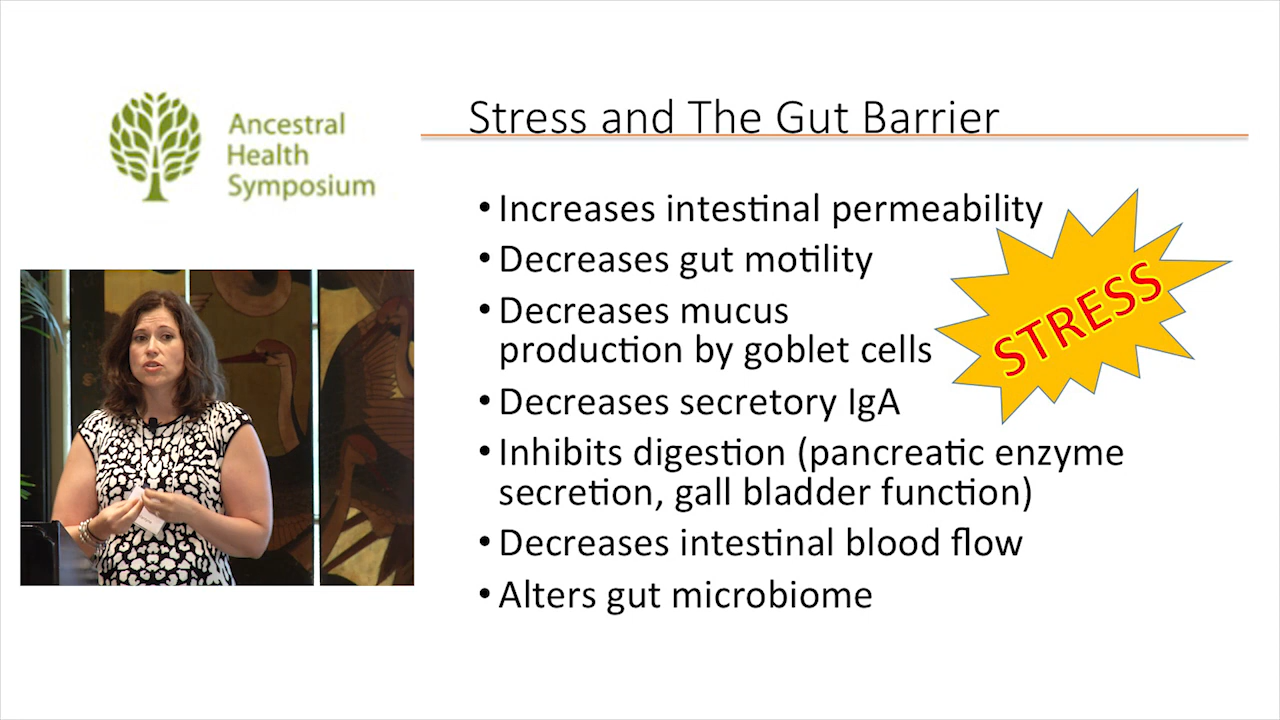 Ancestral
Health
Symposium
Stress and The Gut Barrier
• Increases intestinal permeability
• Decreases gut motility
• Decreases mucus
production by goblet cells
• Decreases secretory IgA
• Inhibits digestion (pancreatic enzyme
secretion, gall bladder function)
• Decreases intestinal blood flow
• Alters gut microbiome
STRESS